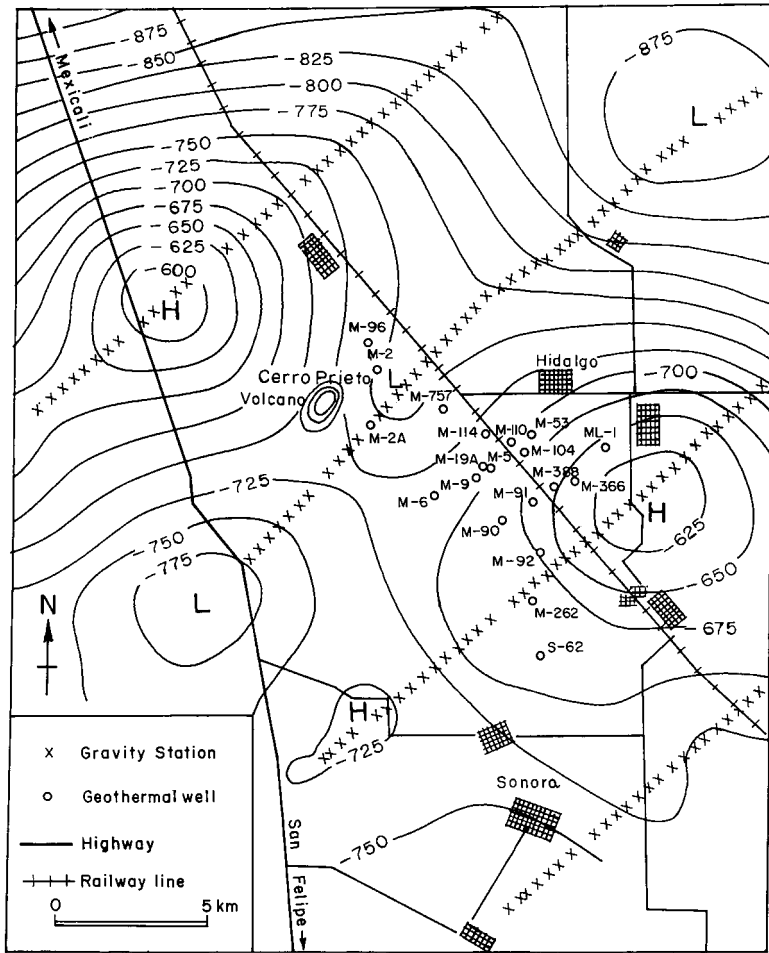 -875
-850
-825
-800
-775
-875
L
Mexicali
-750
-725
-700
-675
-650
-625
-600
H
M-96
M-2
L
Cerro Prieto
Volcano
Hidalgo
-700
M-757
M-2A
M-114
M-110
M-53
M-104
ML-1
M-19A
M-5
M-9
M-388
M-366
M-6
M-91
H
-625
M-90
M-92
-650
M-262
-675
S-62
-725
-750
-775
L
N
H
-725
x Gravity Station
o Geothermal well
Highway
Railway line
0 5 km
San
Felipe
Sonora
-750